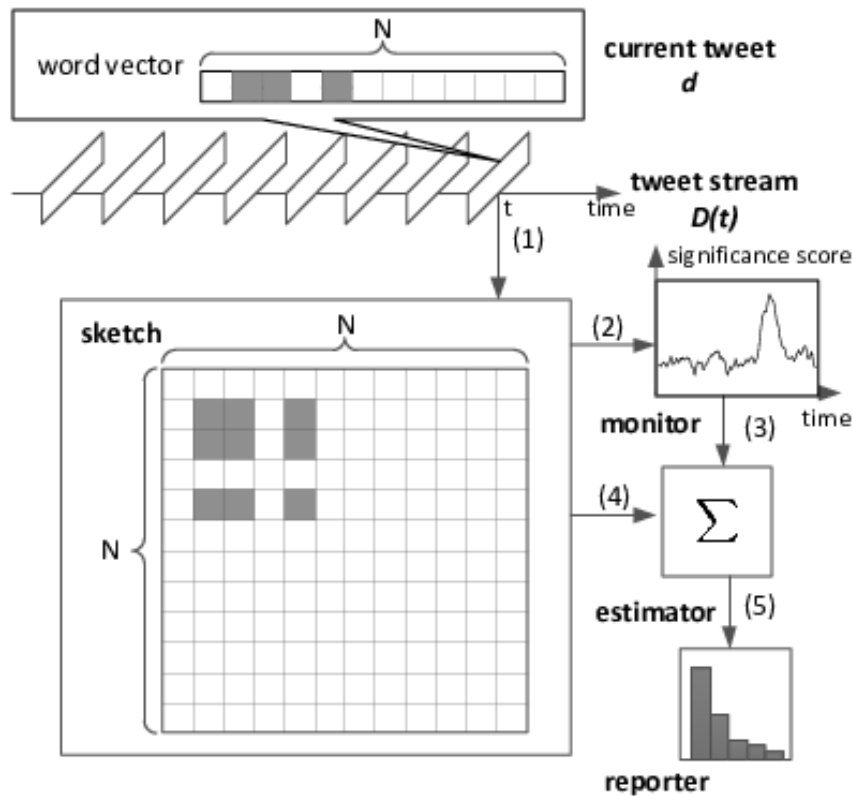 N
word vector
current tweet
d
t
time
tweet stream
D(t)
(1)
significance score
sketch
N
(2)
time
monitor
(3)
N
(4)
Σ
estimator
(5)
reporter